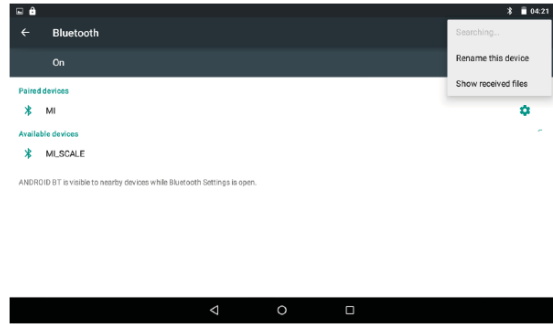 04:21
Bluetooth
Searching...
On
Rename this device
Show received files
Paired devices
MI
Available devices
MI_SCALE
ANDROID BT is visible to nearby devices while Bluetooth Settings is open.